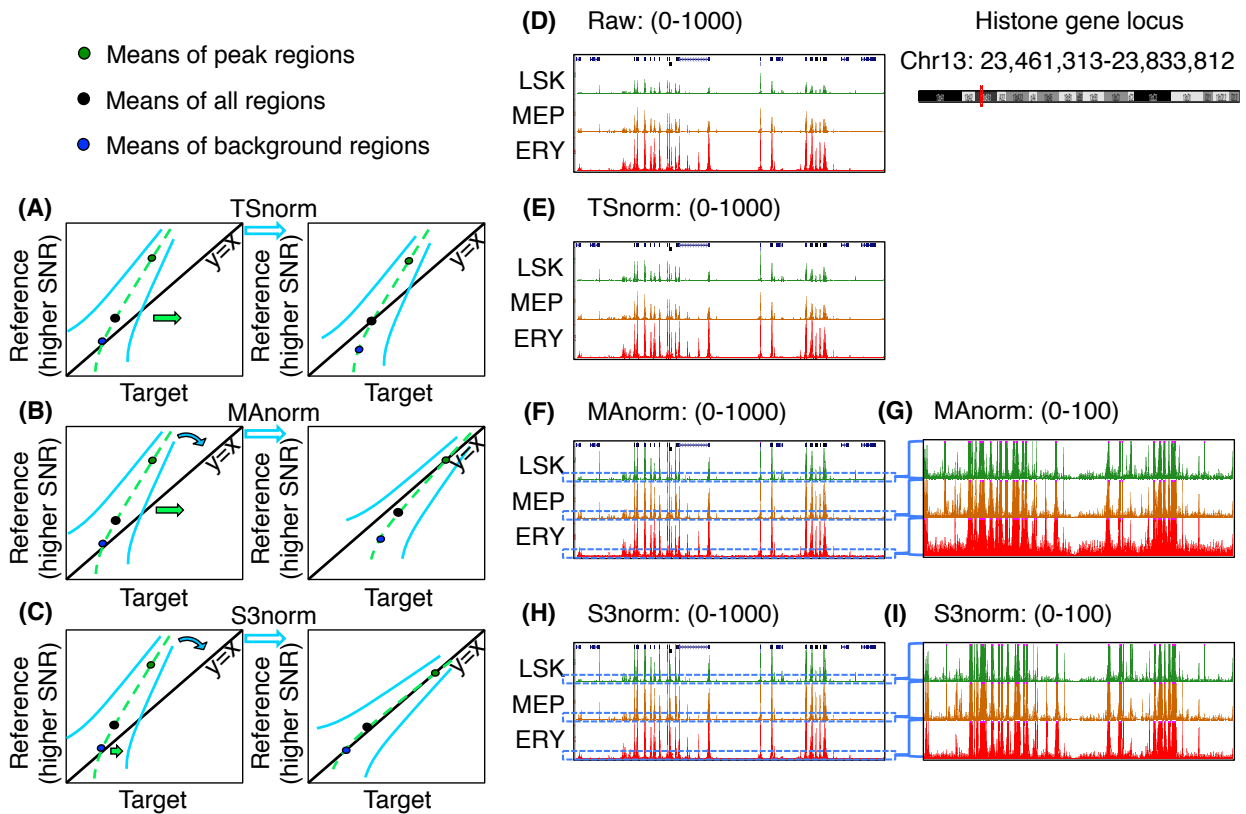 Means of peak regions
Means of all regions
Means of background regions
(A)
TSnorm
Reference
(higher SNR)
y=x
Target
Reference
(higher SNR)
y=x
Target
(B)
MAnorm
Reference
(higher SNR)
y=x
Target
Reference
(higher SNR)
y=x
Target
(C)
S3norm
Reference
(higher SNR)
y=x
Target
Reference
(higher SNR)
y=x
Target
(D) Raw: (0-1000)
LSK
MEP
ERY
Histone gene locus
Chr13: 23,461,313-23,833,812
(E) TSnorm: (0-1000)
LSK
MEP
ERY
(F) MAnorm: (0-1000)
LSK
MEP
ERY
(G) MAnorm: (0-100)
(H) S3norm: (0-1000)
LSK
MEP
ERY
(I) S3norm: (0-100)